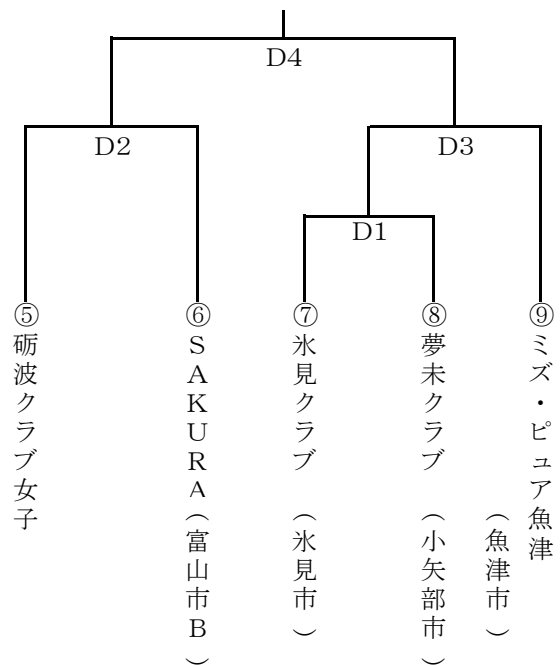 D4
D2
D3
D1
⑤砺波クラブ女子
⑥ＳＡＫＵＲＡ（富山市Ｂ）
⑦氷見クラブ（氷見市）
⑧夢未クラブ（小矢部市）
⑨ミズ・ピュア魚津
（魚津市）